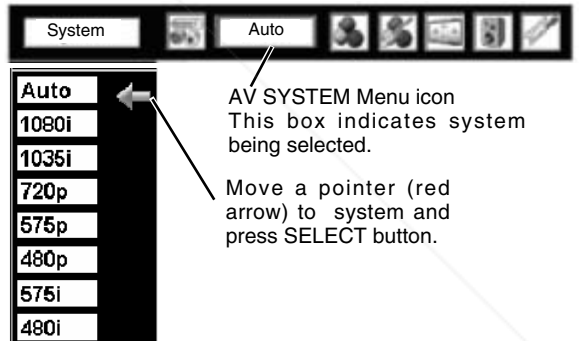 System
Auto
Auto
1080i
1035i
720p
575p
480p
575i
480i
AV SYSTEM Menu icon
This box indicates system
being selected.
Move a pointer (red
arrow) to system and
press SELECT button.